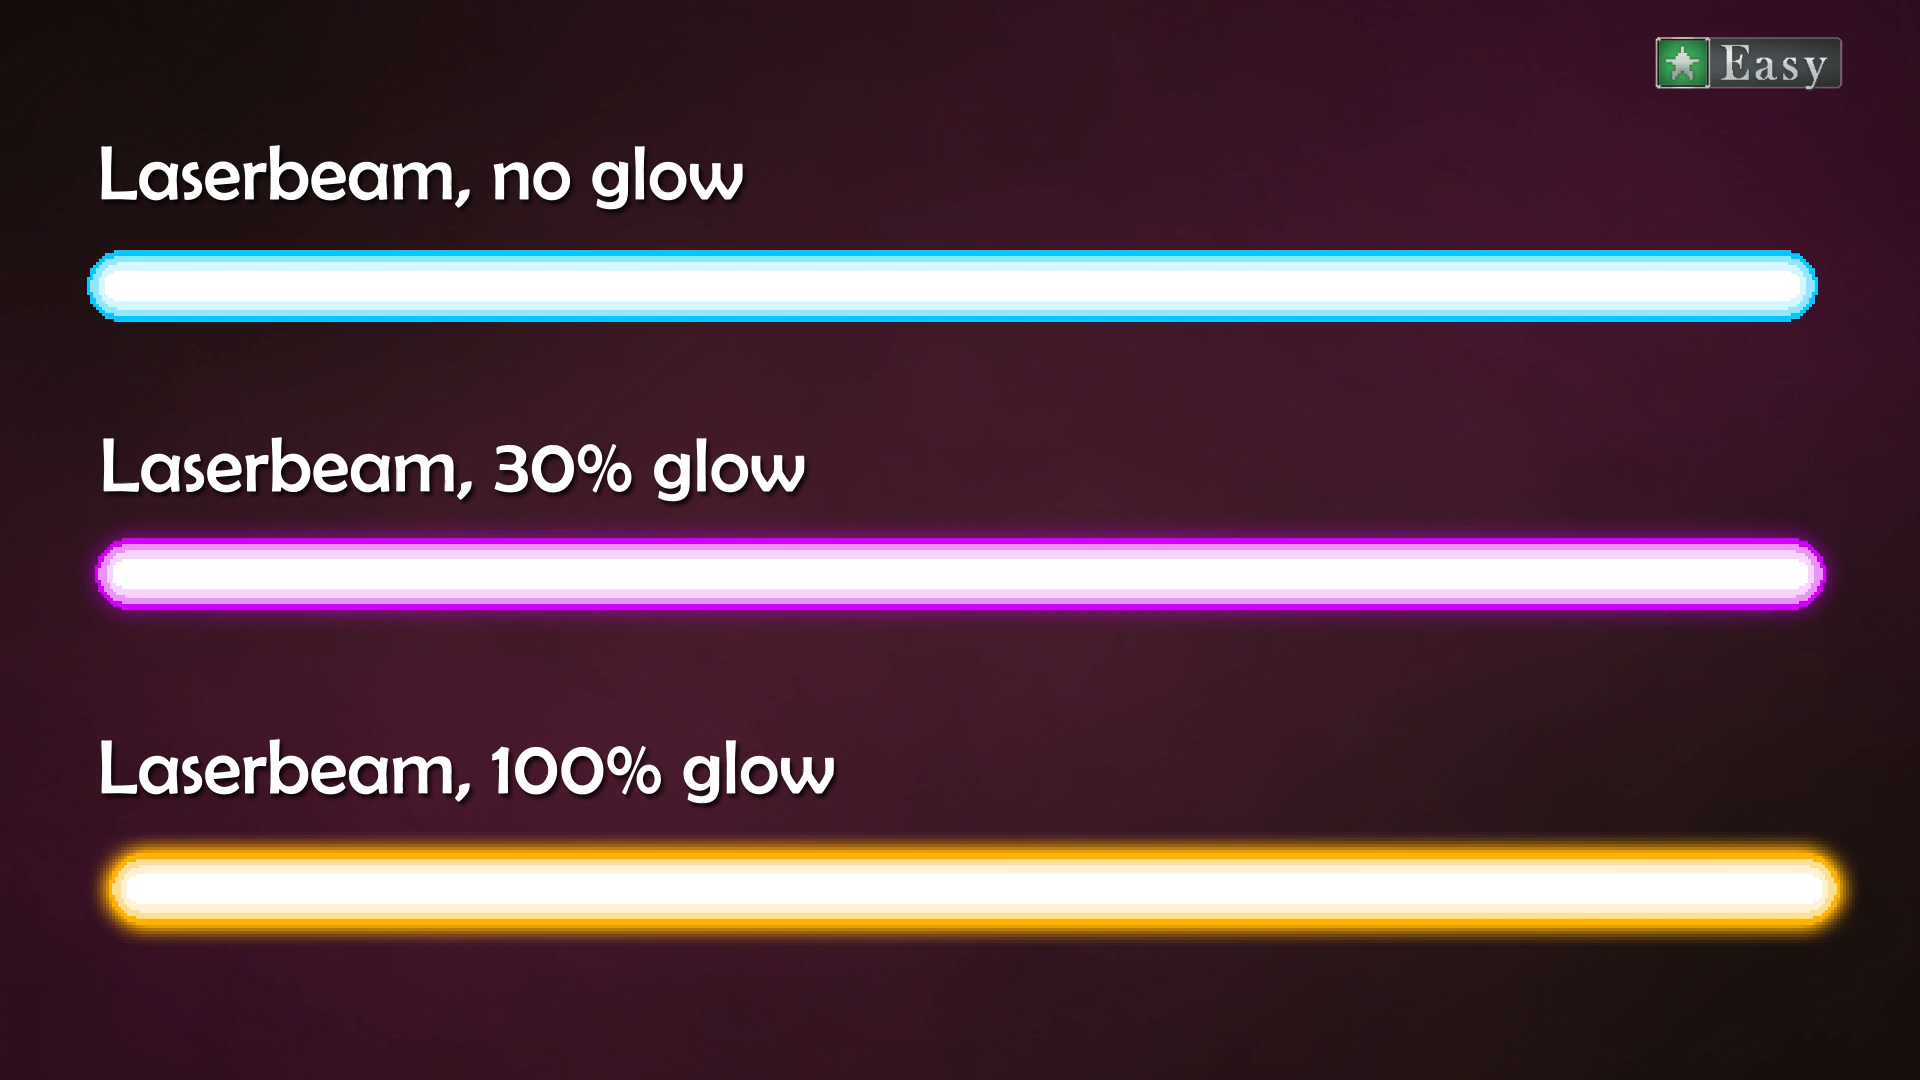 Easy
Laserbeam, no glow
Laserbeam, 30% glow
Laserbeam, 100% glow